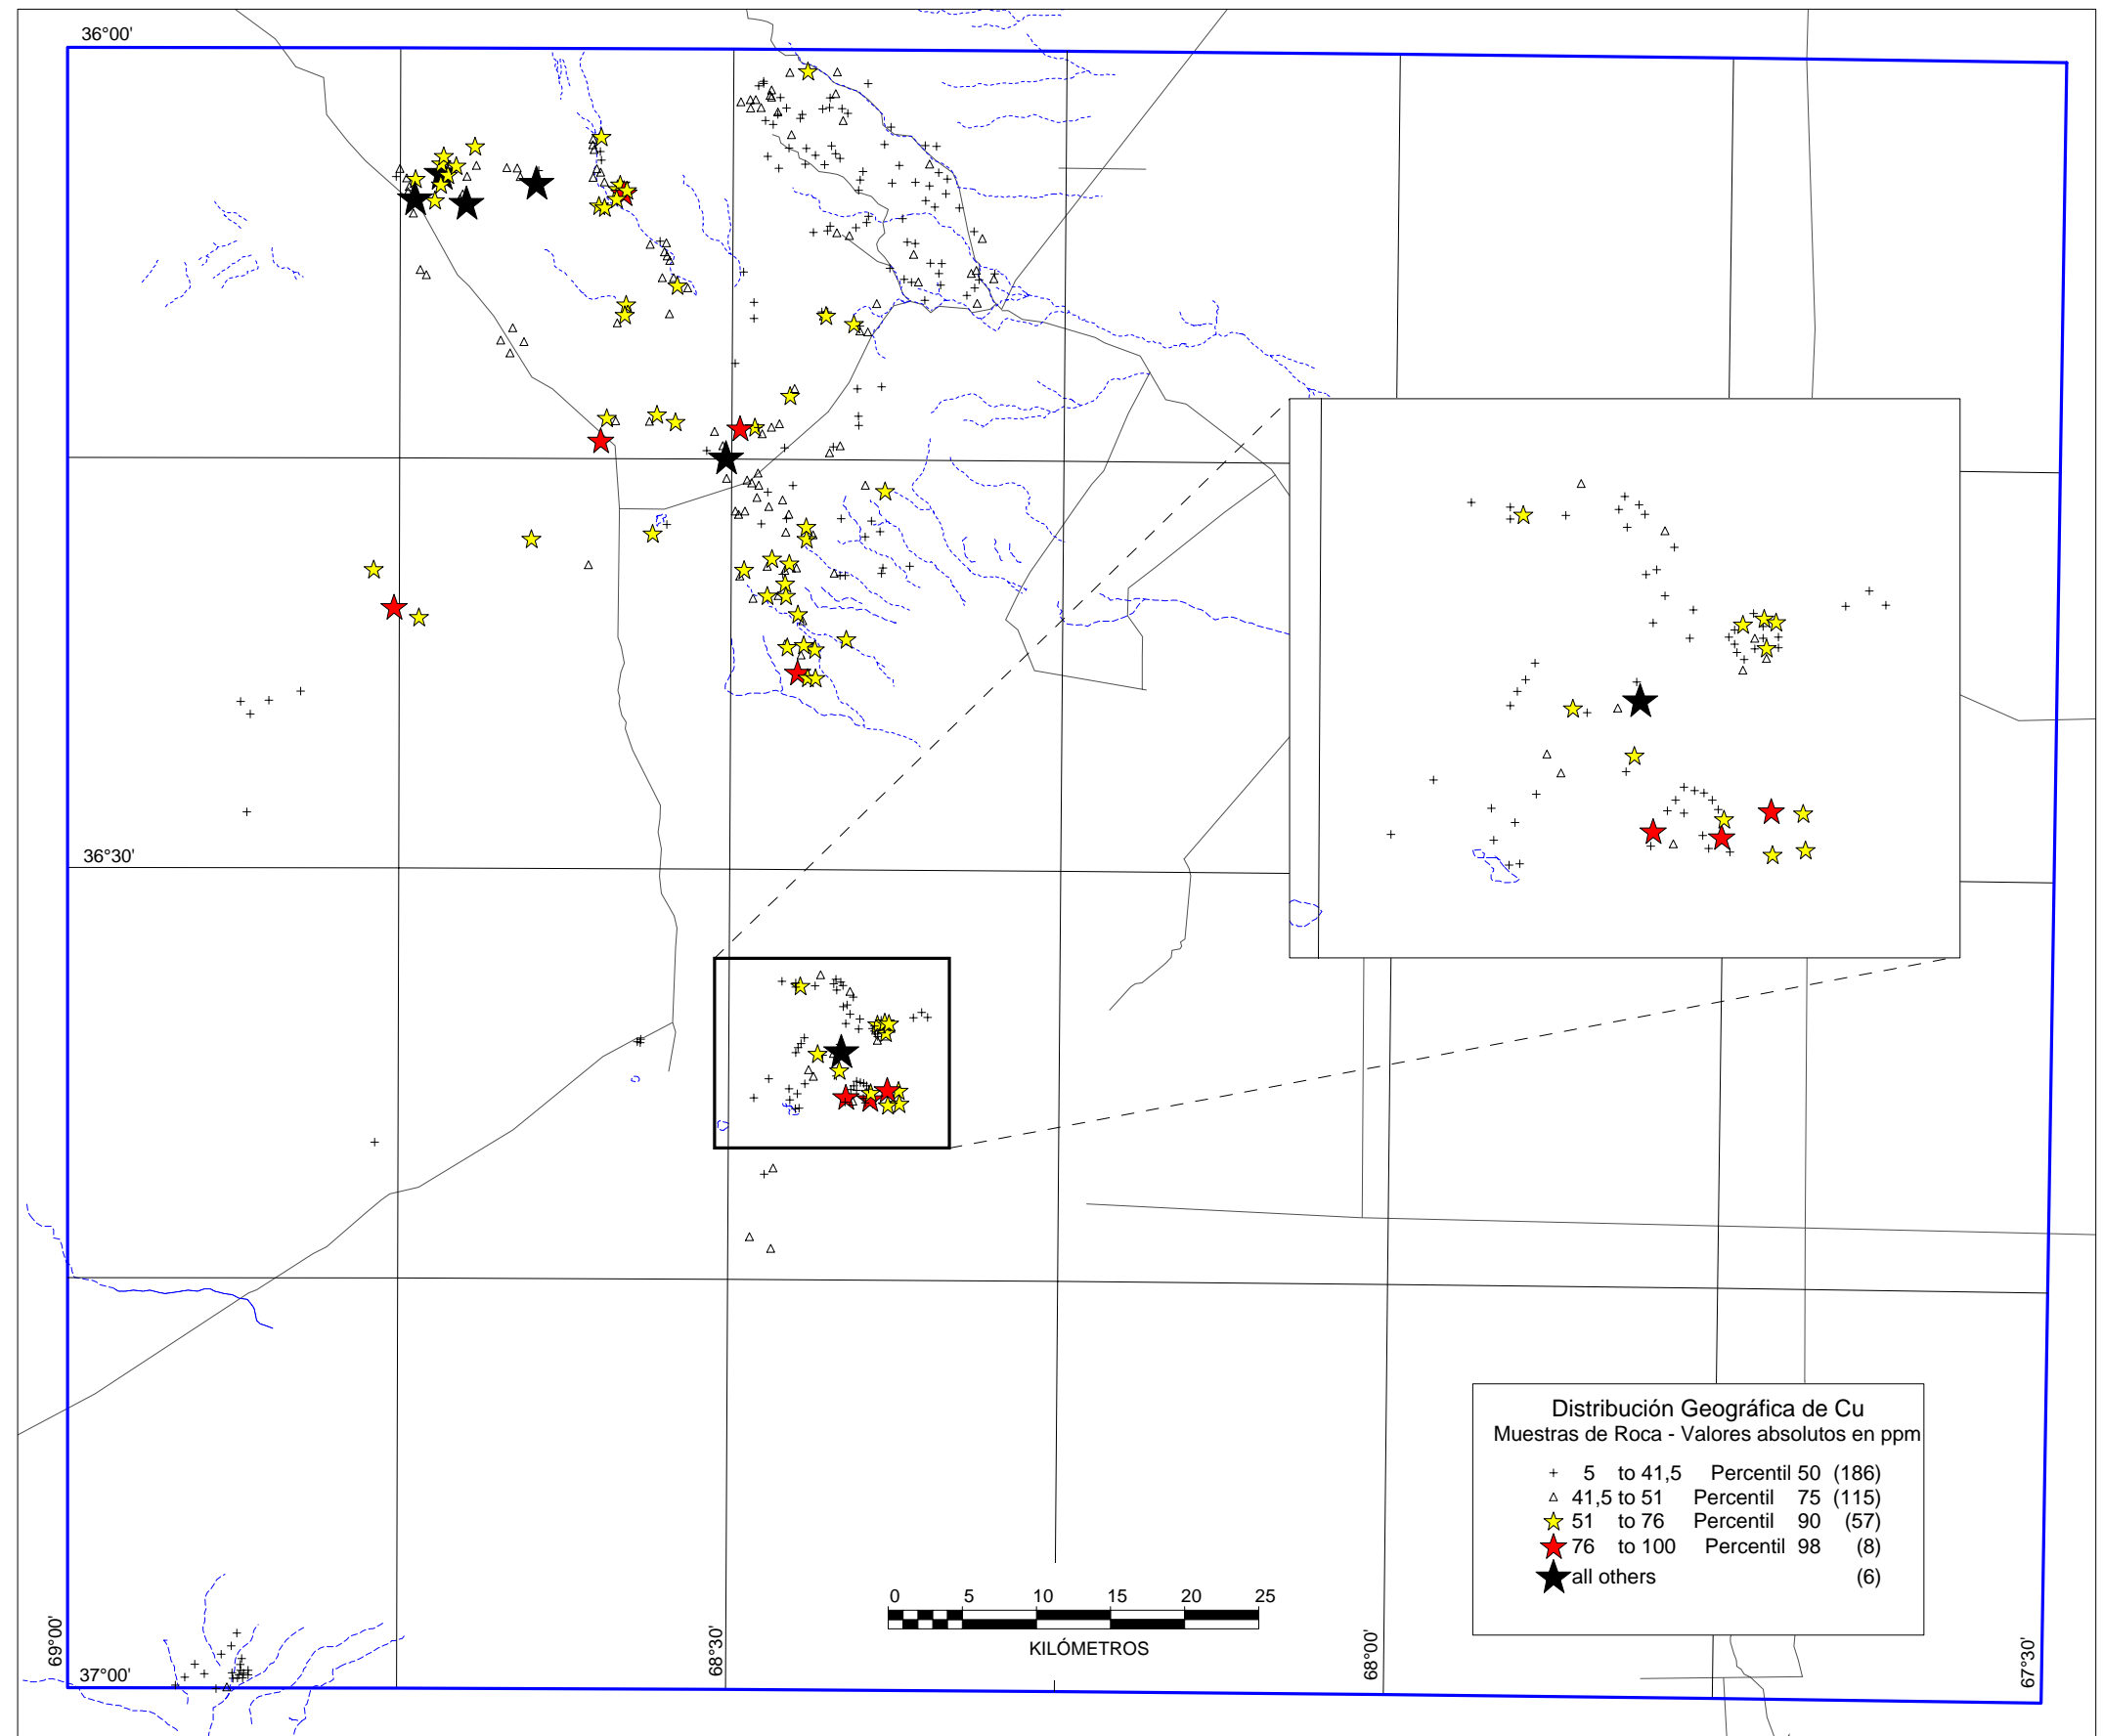 36°00'
36°30'
Distribución Geográfica de Cu
Muestras de Roca - Valores absolutos en ppm
5 to 41,5 Percentil 50 (186)
41,5 to 51 Percentil 75 (115)
51 to 76 Percentil 90 (57)
76 to 100 Percentil 98 (8)
all others (6)
0 5 10 15 20 25
KILÓMETROS
69°00'
68°30'
68°00'
67°30'
37°00'